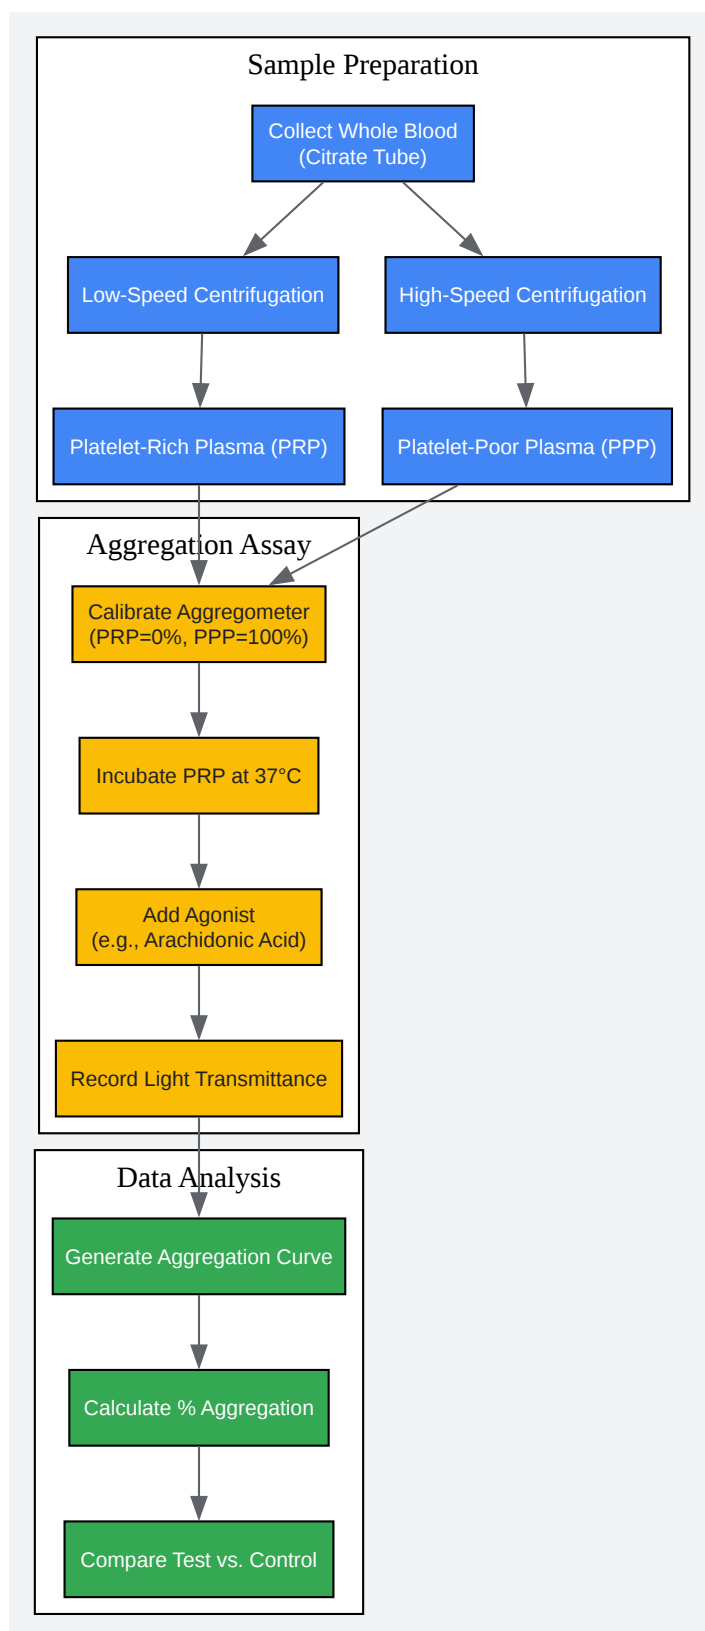 Sample Preparation
Collect Whole Blood
(Citrate Tube)
Low-Speed Centrifugation
High-Speed Centrifugation
Platelet-Rich Plasma (PRP)
Platelet-Poor Plasma (PPP)
Aggregation Assay
Calibrate Aggregometer
(PRP=0%, PPP=100%)
Incubate PRP at 37°C
Add Agonist
(e.g., Arachidonic Acid)
Record Light Transmittance
Data Analysis
Generate Aggregation Curve
Calculate % Aggregation
Compare Test vs. Control